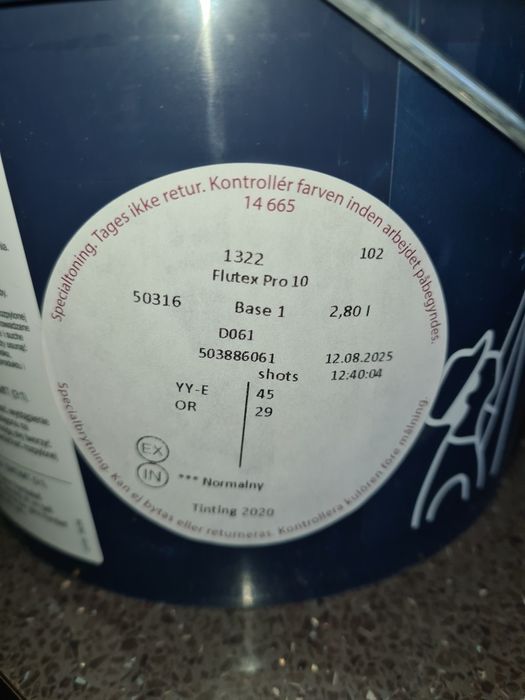 Specialtoning. Tages ikke retur. Kontrollér farven inden arbejdet påbegyndes.
14 665
1322
102
Flutex Pro 10
50316
Base 1
2,80 l
D061
503886061
12.08.2025
shots
12:40:04
YY-E
45
OR
29
EX
IN
*** Normalny
Tinting 2020
Specialbrytning. Kan ej bytas eller returneras. Kontrollera kulören före målning.